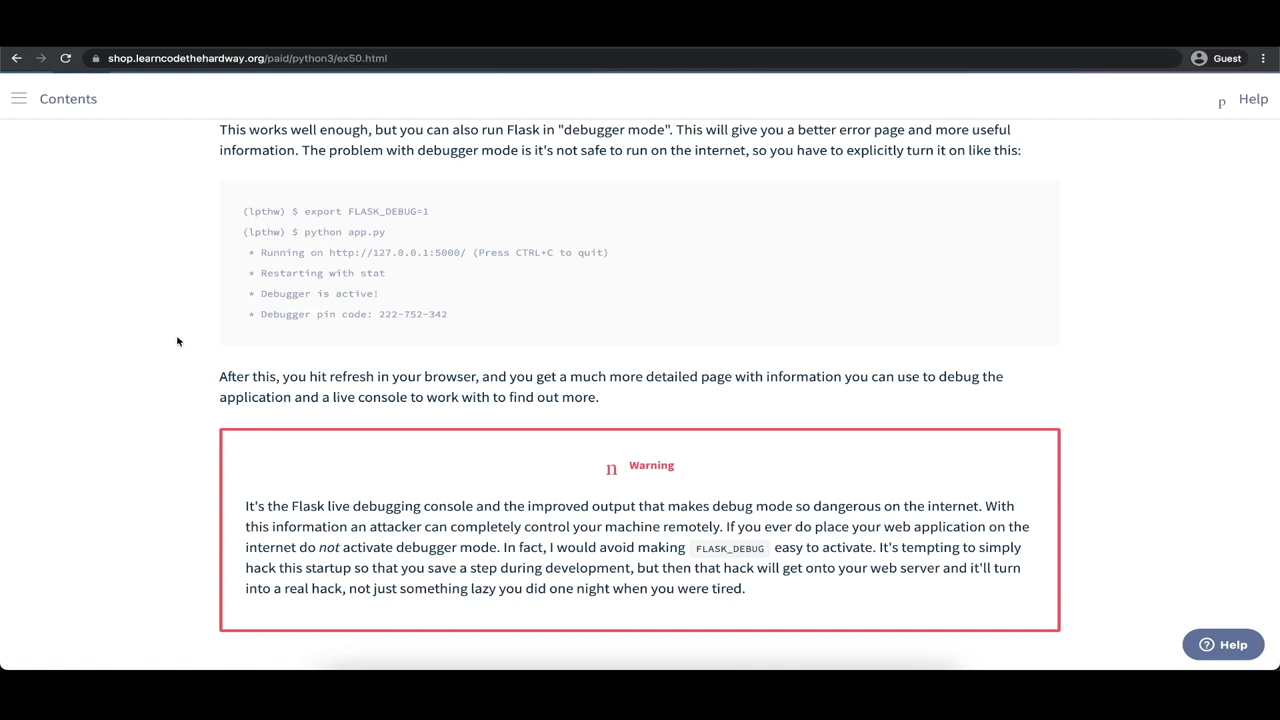 shop.learncodethehardway.org/paid/python3/ex50.html
Guest
Contents
p Help
This works well enough, but you can also run Flask in "debugger mode". This will give you a better error page and more useful
information. The problem with debugger mode is it's not safe to run on the internet, so you have to explicitly turn it on like this:
(lpthw) $ export FLASK_DEBUG=1
(lpthw) $ python app.py
* Running on http://127.0.0.1:5000/ (Press CTRL+C to quit)
* Restarting with stat
* Debugger is active!
* Debugger pin code: 222-752-342
After this, you hit refresh in your browser, and you get a much more detailed page with information you can use to debug the
application and a live console to work with to find out more.
n Warning
It's the Flask live debugging console and the improved output that makes debug mode so dangerous on the internet. With
this information an attacker can completely control your machine remotely. If you ever do place your web application on the
internet do not activate debugger mode. In fact, I would avoid making FLASK_DEBUG easy to activate. It's tempting to simply
hack this startup so that you save a step during development, but then that hack will get onto your web server and it'll turn
into a real hack, not just something lazy you did one night when you were tired.
Help